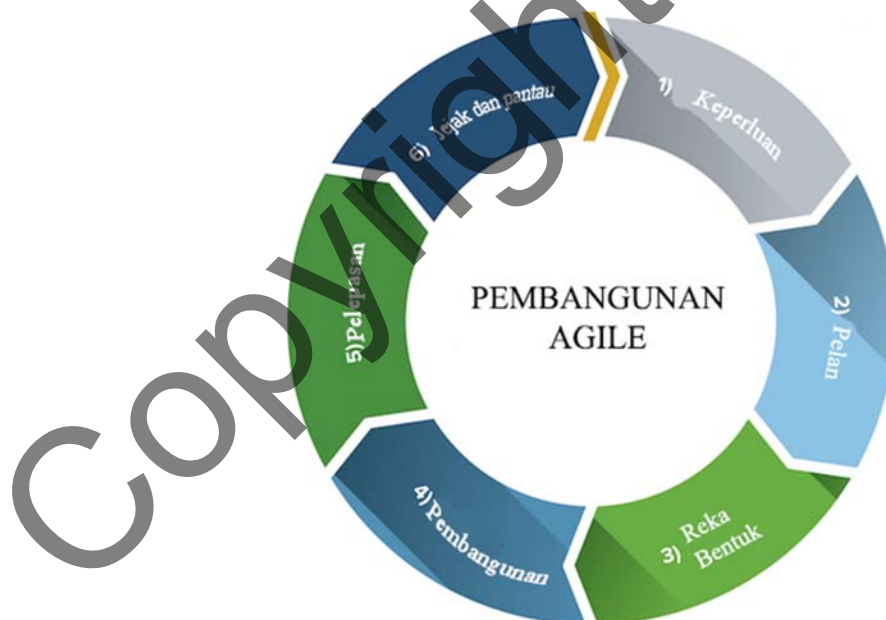 1) Keperluan
2) Pelan
3) Reka
Bentuk
4) Pembangunan
5) Pelepasan
6) Jejak dan pantau
PEMBANGUNAN
AGILE
Copyright